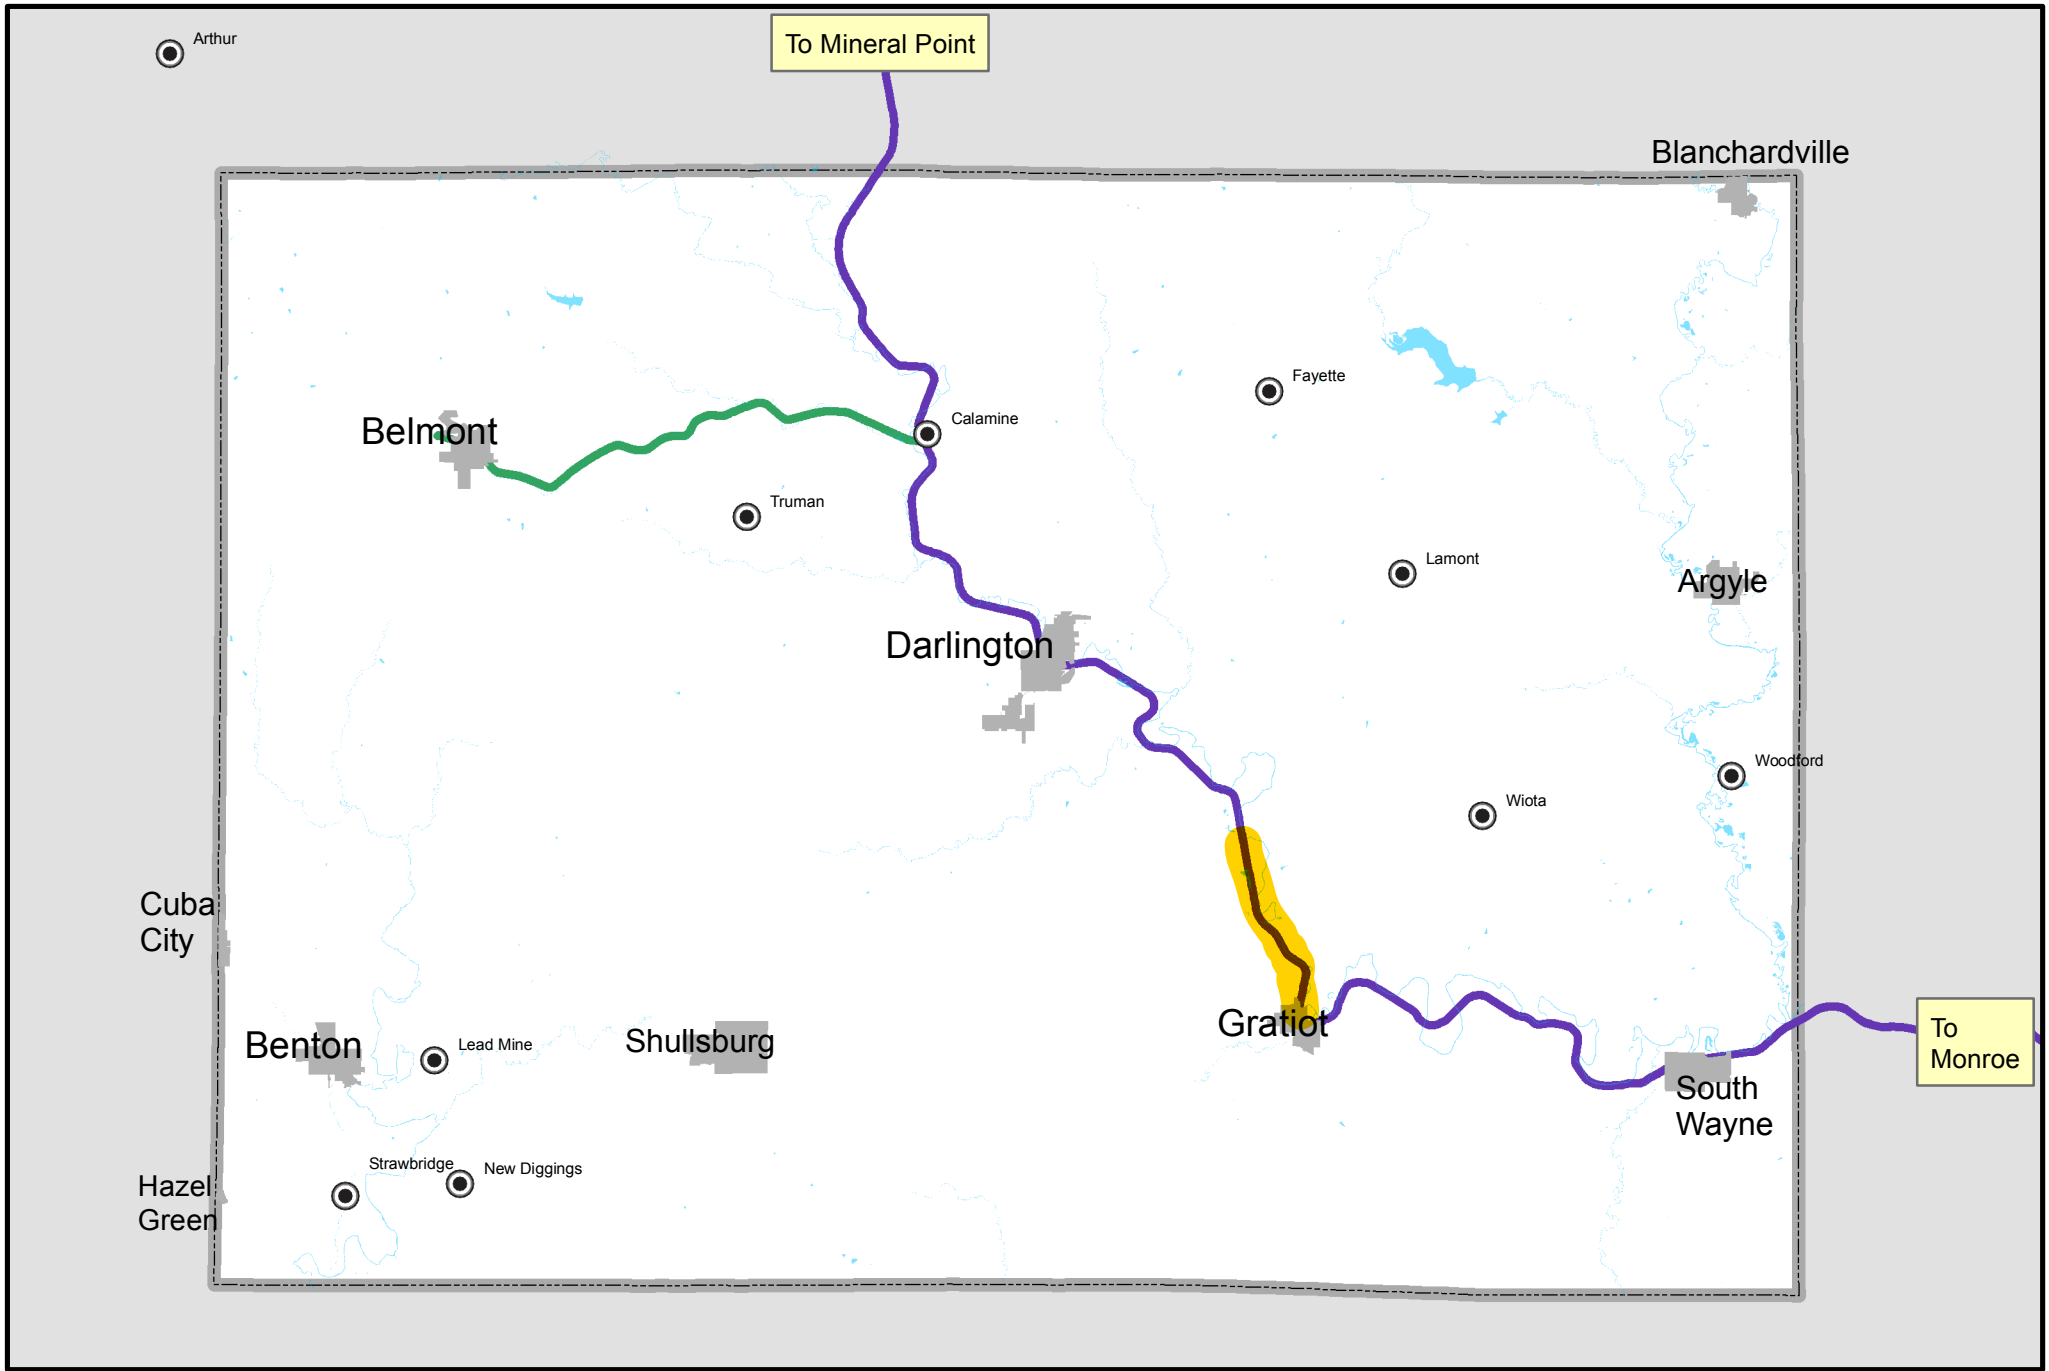 Arthur
To Mineral Point
Blanchardville
Fayette
Calamine
Belmont
Truman
Lamont
Argyle
Darlington
Woodford
Wiota
Cuba
City
Gratiot
To
Monroe
Benton
Lead Mine
Shullsburg
South
Wayne
Strawbridge
New Diggings
Hazel
Green